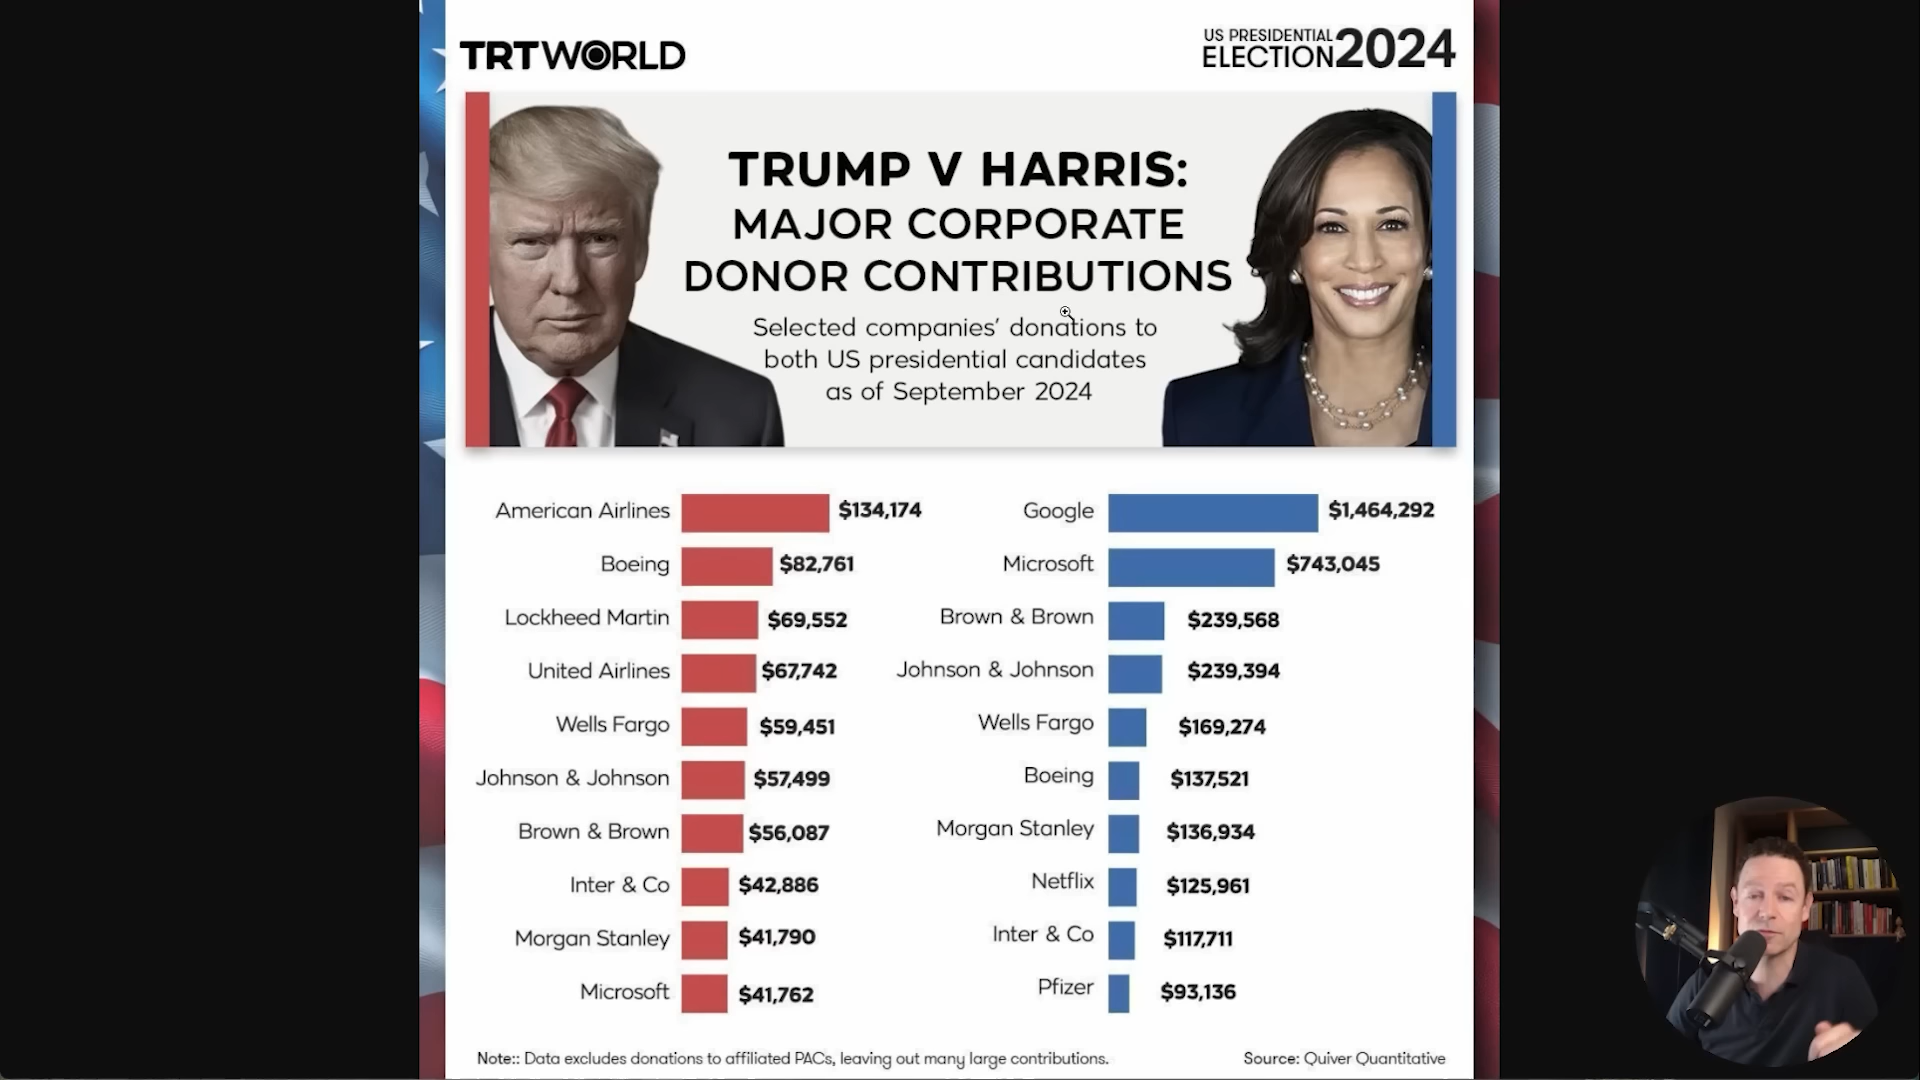 TRT WORLD
US PRESIDENTIAL
ELECTION 2024
TRUMP V HARRIS:
MAJOR CORPORATE
DONOR CONTRIBUTIONS
Selected companies' donations to
both US presidential candidates
as of September 2024
American Airlines $134,174
Boeing $82,761
Lockheed Martin $69,552
United Airlines $67,742
Wells Fargo $59,451
Johnson & Johnson $57,499
Brown & Brown $56,087
Inter & Co $42,886
Morgan Stanley $41,790
Microsoft $41,762
Google $1,464,292
Microsoft $743,045
Brown & Brown $239,568
Johnson & Johnson $239,394
Wells Fargo $169,274
Boeing $137,521
Morgan Stanley $136,934
Netflix $125,961
Inter & Co $117,711
Pfizer $93,136
Note:: Data excludes donations to affiliated PACs, leaving out many large contributions.
Source: Quiver Quantitative